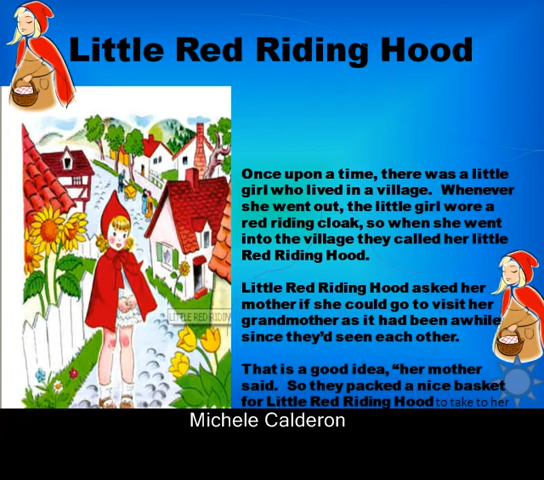 Little Red Riding Hood
Once upon a time, there was a little
girl who lived in a village.  Whenever
she went out, the little girl wore a
red riding cloak, so when she went
into the village they called her little
Red Riding Hood.
Little Red Riding Hood asked her
mother if she could go to visit her
grandmother as it had been awhile
since they'd seen each other.
That is a good idea, "her mother
said.  So they packed a nice basket
for Little Red Riding Hood to take to her
LITTLE RED RIDIN
Michele Calderon